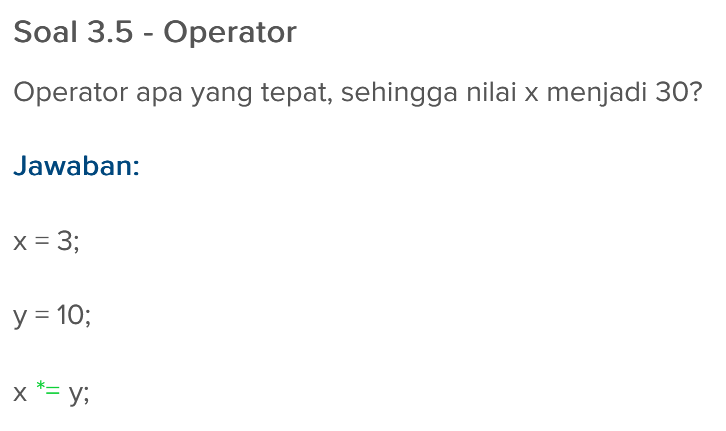 Soal 3.5 - Operator
Operator apa yang tepat, sehingga nilai x menjadi 30?
Jawaban:
x = 3;
y = 10;
x *= y;